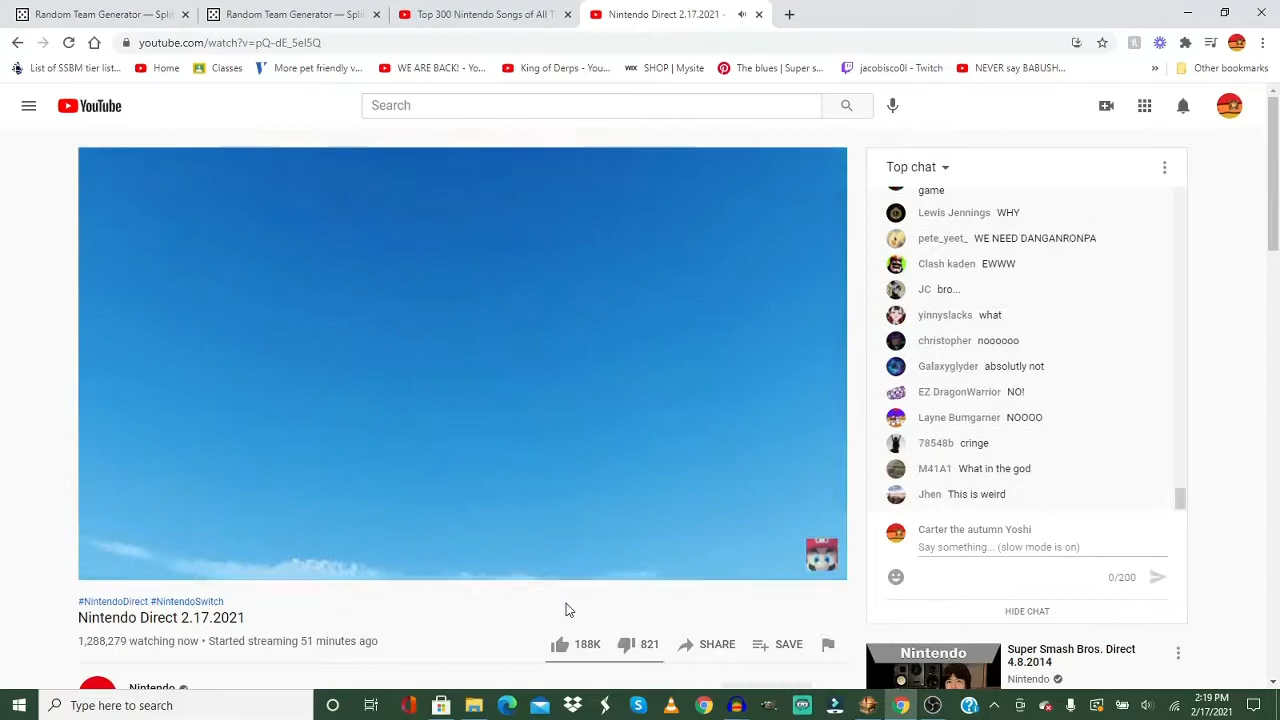 Random Team Generator — Spli
Random Team Generator — Spli
Top 300 Nintendo Songs of All T
Nintendo Direct 2.17.2021 -
youtube.com/watch?v=pQ-dE_5eI5Q
List of SSBM tier list...
Home
Classes
More pet friendly v...
WE ARE BACK! - Yo...
King of Derps - You...
WIX SHOP | Mysite
The blues | Super s...
jacobisco0l - Twitch
NEVER say BABUSH...
»
Other bookmarks
YouTube
Search
Top chat
game
Lewis Jennings WHY
pete_yeet_ WE NEED DANGANRONPA
Clash kaden EWWW
JC bro...
yinnyslacks what
christopher noooooo
Galaxyglyder absolutly not
EZ DragonWarrior NO!
Layne Bumgarner NOOOO
78548b cringe
M41A1 What in the god
Jhen This is weird
Carter the autumn Yoshi
Say something... (slow mode is on)
0/200
HIDE CHAT
#NintendoDirect #NintendoSwitch
Nintendo Direct 2.17.2021
1,288,279 watching now • Started streaming 51 minutes ago
188K
821
SHARE
SAVE
Nintendo
Nintendo
Super Smash Bros. Direct
4.8.2014
Nintendo
Type here to search
2:19 PM
2/17/2021